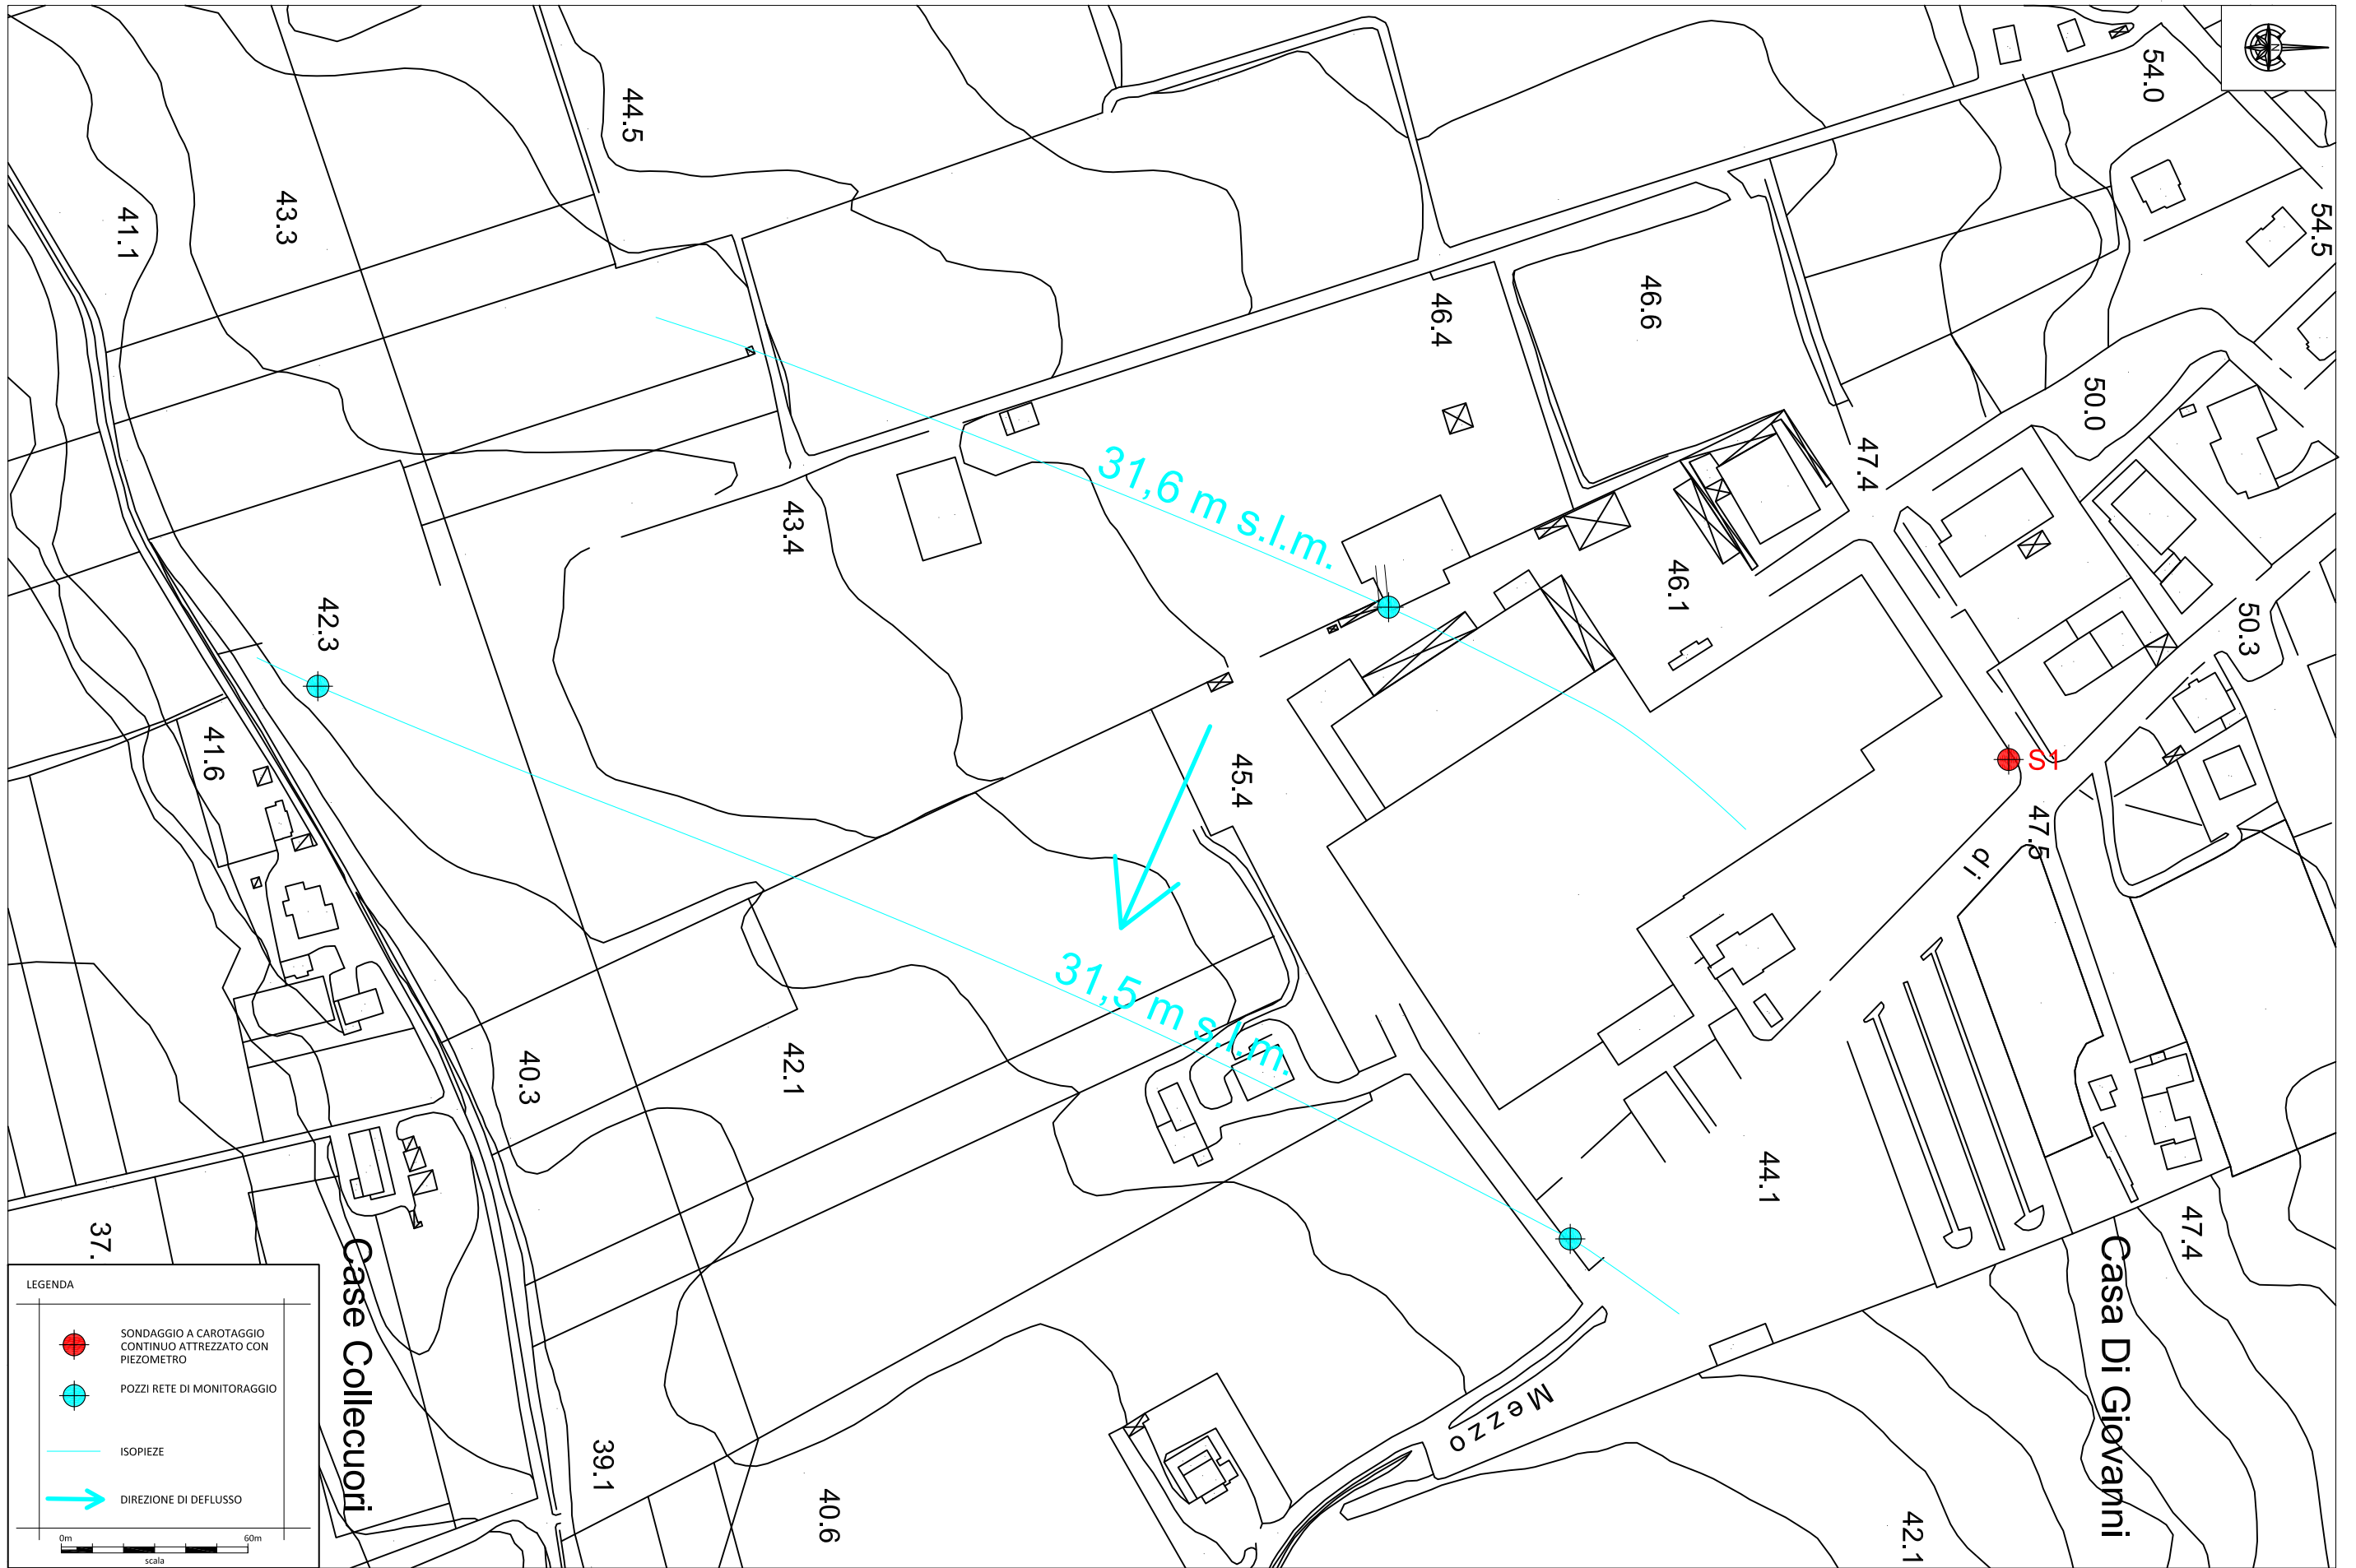 54.0
44.5
54.5
43.3
41.1
46.6
46.4
50.0
47.4
31,6 m s.l.m.
43.4
46.1
42.3
50.3
41.6
45.4
S1
47.5
di
31,5 m s.l.m.
40.3
42.1
44.1
47.4
37.
Case Collecuori
Casa Di Giovanni
Mezzo
39.1
40.6
42.1
N
LEGENDA
SONDAGGIO A CAROTAGGIO
CONTINUO ATTREZZATO CON
PIEZOMETRO
POZZI RETE DI MONITORAGGIO
ISOPIEZE
DIREZIONE DI DEFLUSSO
0m 60m
scala